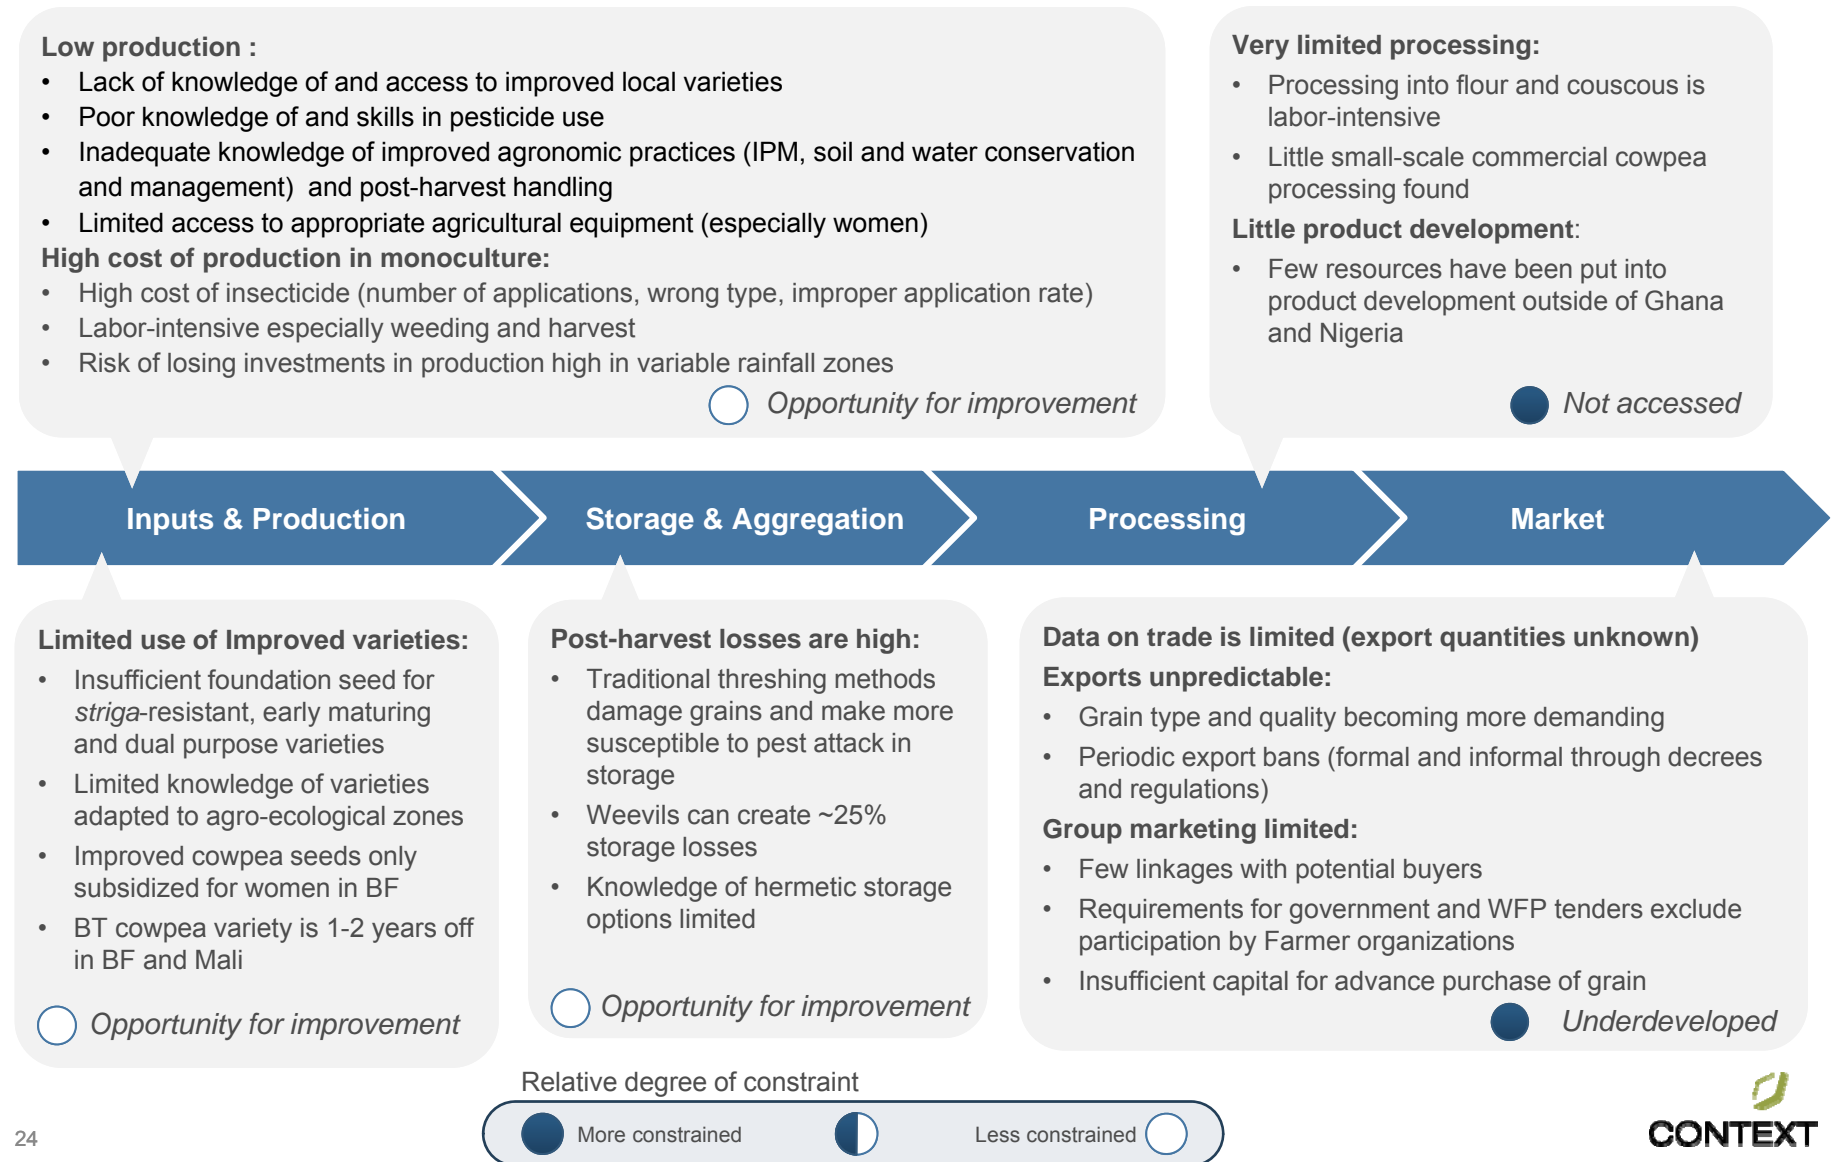 Low production :
• Lack of knowledge of and access to improved local varieties
• Poor knowledge of and skills in pesticide use
• Inadequate knowledge of improved agronomic practices (IPM, soil and water conservation
and management)  and post-harvest handling
• Limited access to appropriate agricultural equipment (especially women)
High cost of production in monoculture:
• High cost of insecticide (number of applications, wrong type, improper application rate)
• Labor-intensive especially weeding and harvest
• Risk of losing investments in production high in variable rainfall zones
Opportunity for improvement
Very limited processing:
• Processing into flour and couscous is
labor-intensive
• Little small-scale commercial cowpea
processing found
Little product development:
• Few resources have been put into
product development outside of Ghana
and Nigeria
Not accessed
Inputs & Production
Storage & Aggregation
Processing
Market
Limited use of Improved varieties:
• Insufficient foundation seed for
striga-resistant, early maturing
and dual purpose varieties
• Limited knowledge of varieties
adapted to agro-ecological zones
• Improved cowpea seeds only
subsidized for women in BF
• BT cowpea variety is 1-2 years off
in BF and Mali
Opportunity for improvement
Post-harvest losses are high:
• Traditional threshing methods
damage grains and make more
susceptible to pest attack in
storage
• Weevils can create ~25%
storage losses
• Knowledge of hermetic storage
options limited
Opportunity for improvement
Data on trade is limited (export quantities unknown)
Exports unpredictable:
• Grain type and quality becoming more demanding
• Periodic export bans (formal and informal through decrees
and regulations)
Group marketing limited:
• Few linkages with potential buyers
• Requirements for government and WFP tenders exclude
participation by Farmer organizations
• Insufficient capital for advance purchase of grain
Underdeveloped
Relative degree of constraint
More constrained
Less constrained
24
CONTEXT